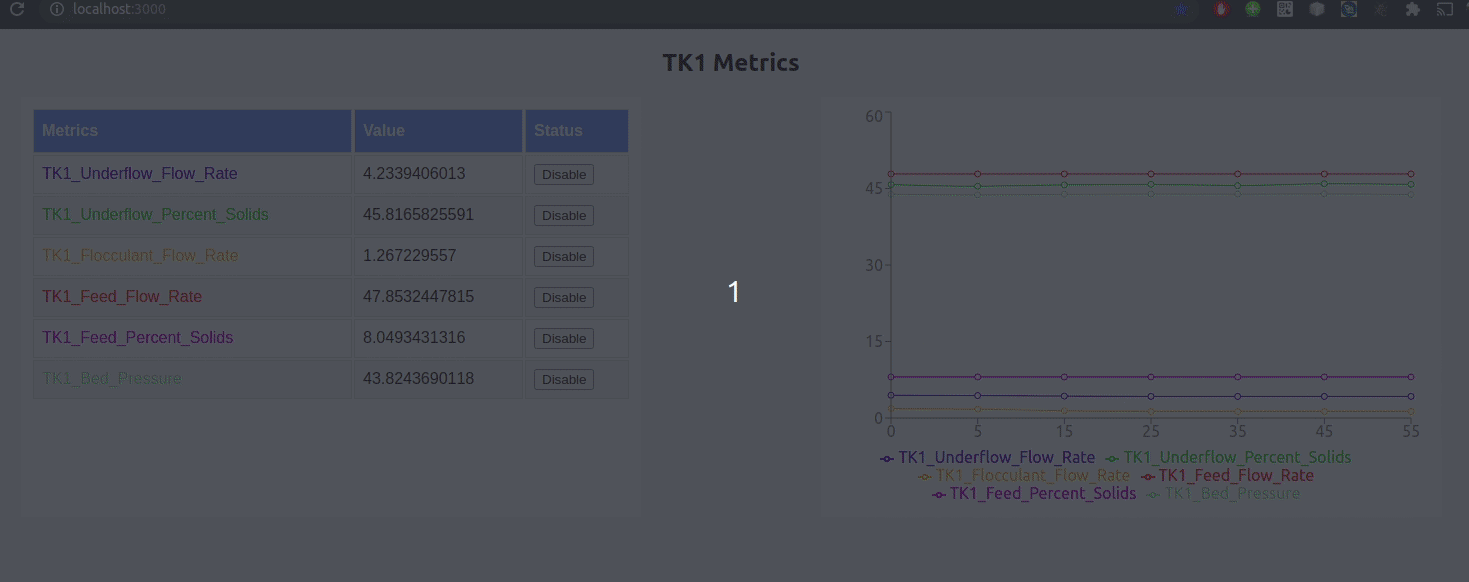 localhost:3000
TK1 Metrics
Metrics Value Status
TK1_Underflow_Flow_Rate 4.2339406013 Disable
TK1_Underflow_Percent_Solids 45.8165825591 Disable
TK1_Flocculant_Flow_Rate 1.267229557 Disable
TK1_Feed_Flow_Rate 47.8532447815 Disable
TK1_Feed_Percent_Solids 8.0493431316 Disable
TK1_Bed_Pressure 43.8243690118 Disable
1
60
45
30
15
0
0 5 15 25 35 45 55
TK1_Underflow_Flow_Rate TK1_Underflow_Percent_Solids
TK1_Flocculant_Flow_Rate TK1_Feed_Flow_Rate
TK1_Feed_Percent_Solids TK1_Bed_Pressure